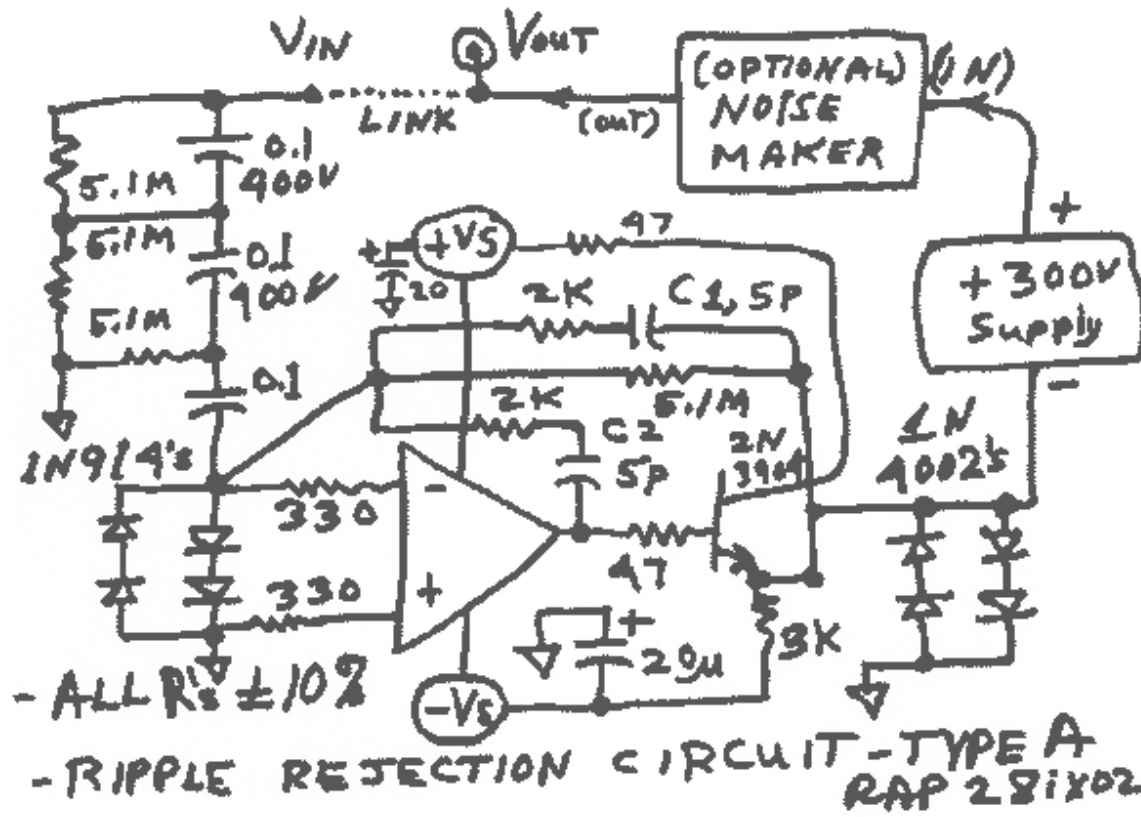 VIN
VOUT
LINK
(OPTIONAL)
NOISE
MAKER
(IN)
(OUT)
0.1
400V
5.1M
5.1M
0.1
400V
5.1M
0.1
+
+VS
20
47
2K
C1, 5P
5.1M
2K
C2
5P
2N
3904
+
+300V
Supply
-
1N
4002's
1N914's
330
-
330
+
47
3K
+
20u
-VS
- ALL R's ±10%
- RIPPLE REJECTION CIRCUIT - TYPE A
RAP 28iX02